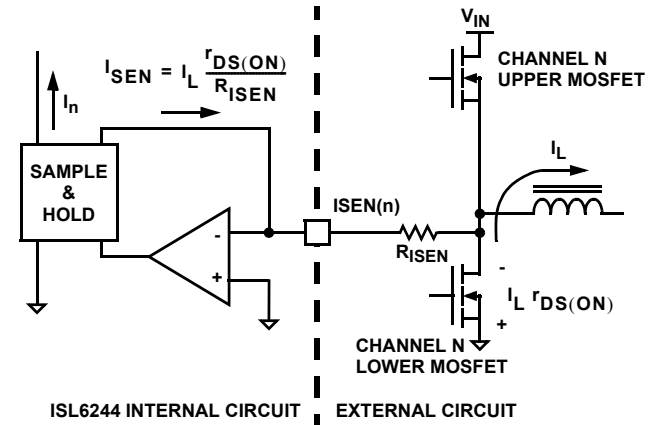 V_IN
CHANNEL N
UPPER MOSFET
I_SEN = I_L r_DS(ON) / R_ISEN
I_n
SAMPLE
&
HOLD
I_L
ISEN(n)
-
+
R_ISEN
-
I_L r_DS(ON)
+
CHANNEL N
LOWER MOSFET
ISL6244 INTERNAL CIRCUIT
EXTERNAL CIRCUIT